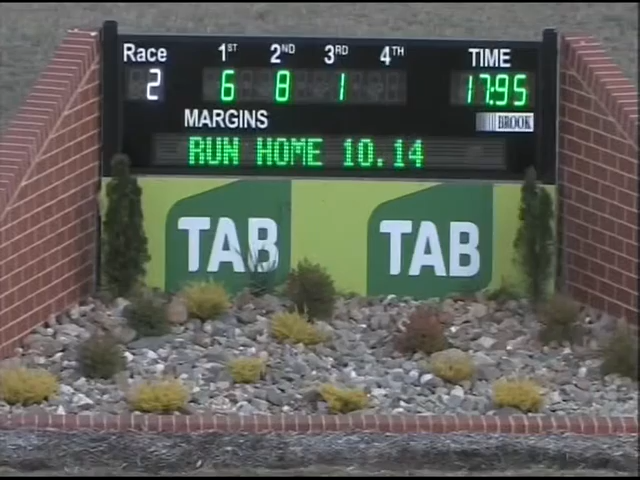 Race 1ST 2ND 3RD 4TH TIME
2 6 8 1 17:95
MARGINS BROOK
RUN HOME 10.14
TAB TAB